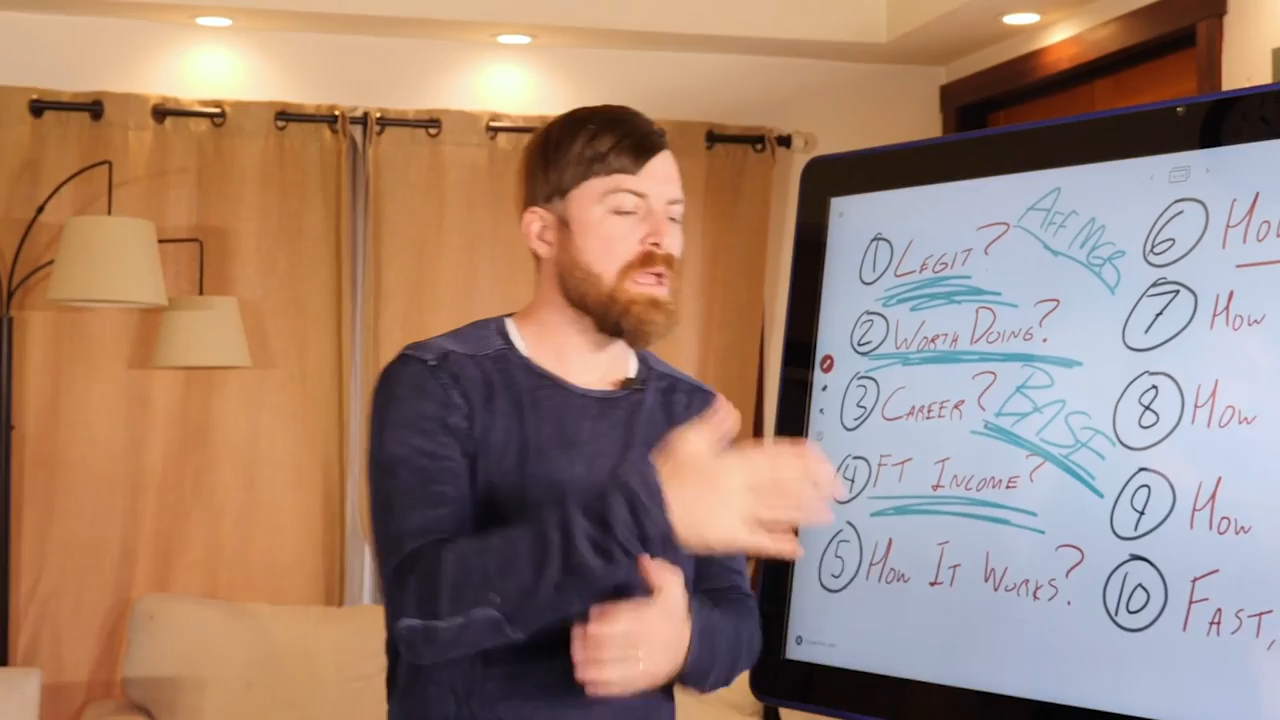 ① LEGIT? AFF MGR
② WORTH DOING?
③ CAREER? BASE
④ FT INCOME?
⑤ HOW IT WORKS?
⑥ HOW
⑦ HOW
⑧ HOW
⑨ HOW
⑩ FAST,